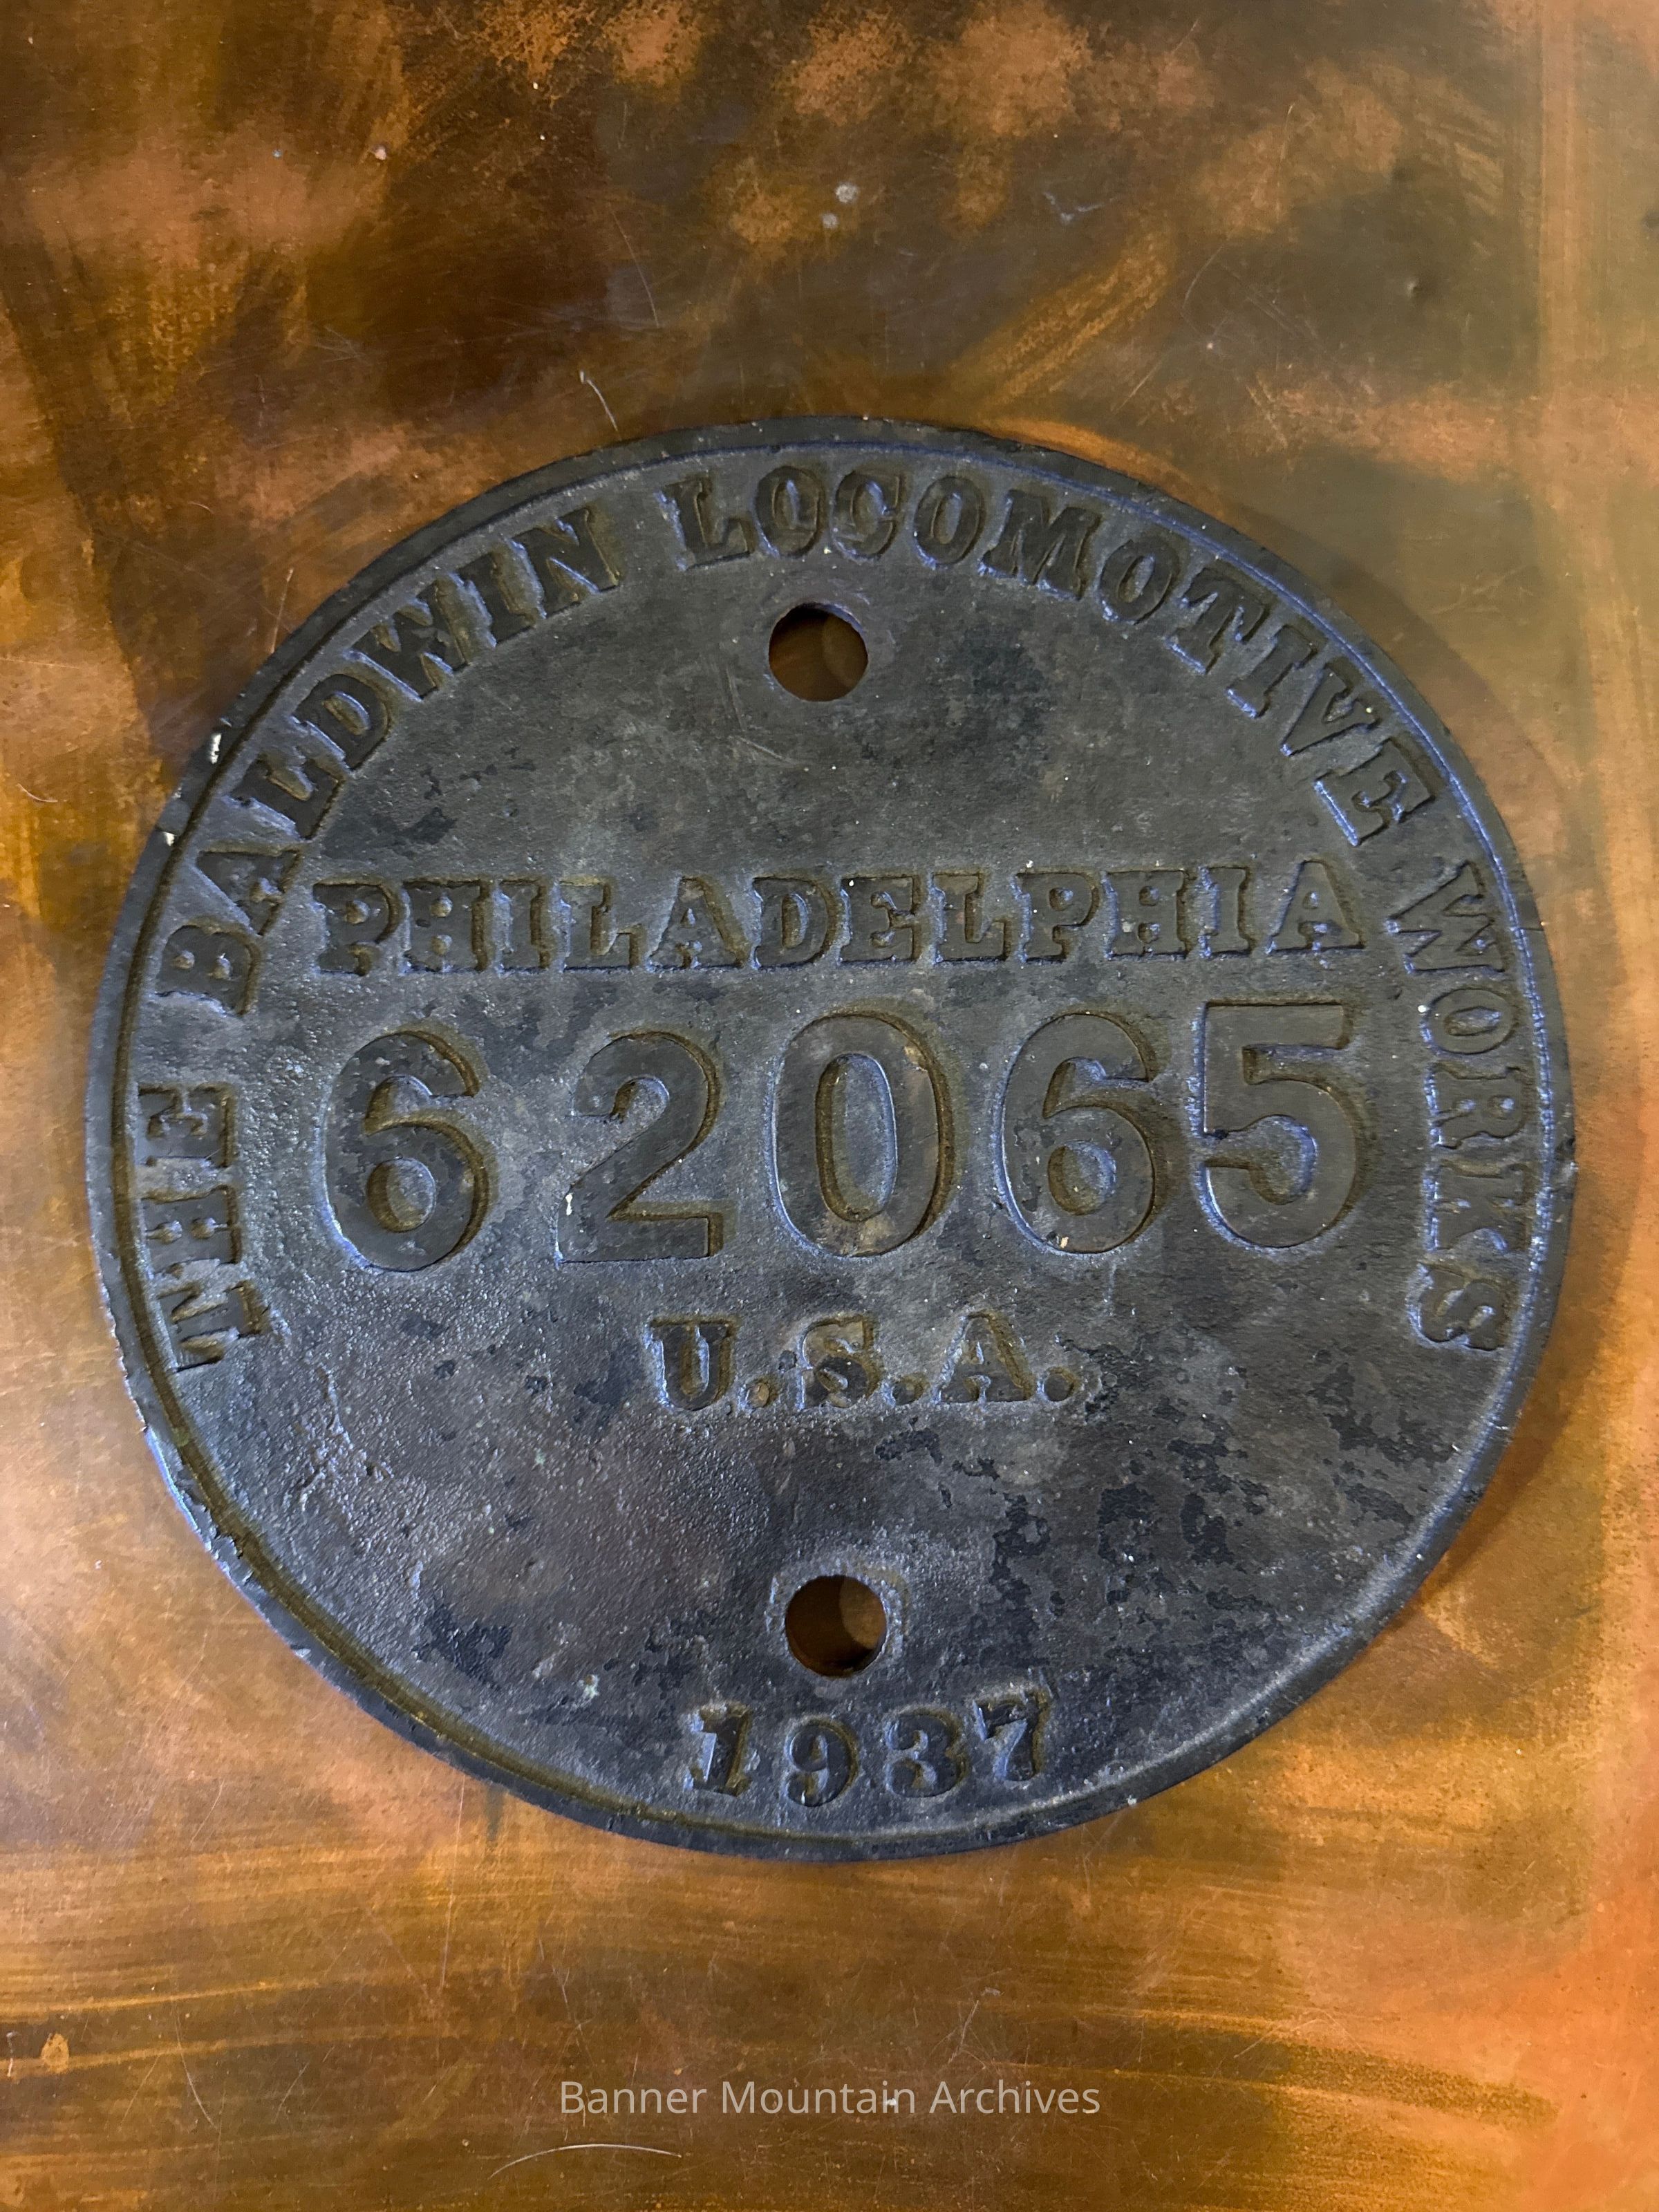 THE BALDWIN LOCOMOTIVE WORKS
PHILADELPHIA
62065
U.S.A.
1937
Banner Mountain Archives